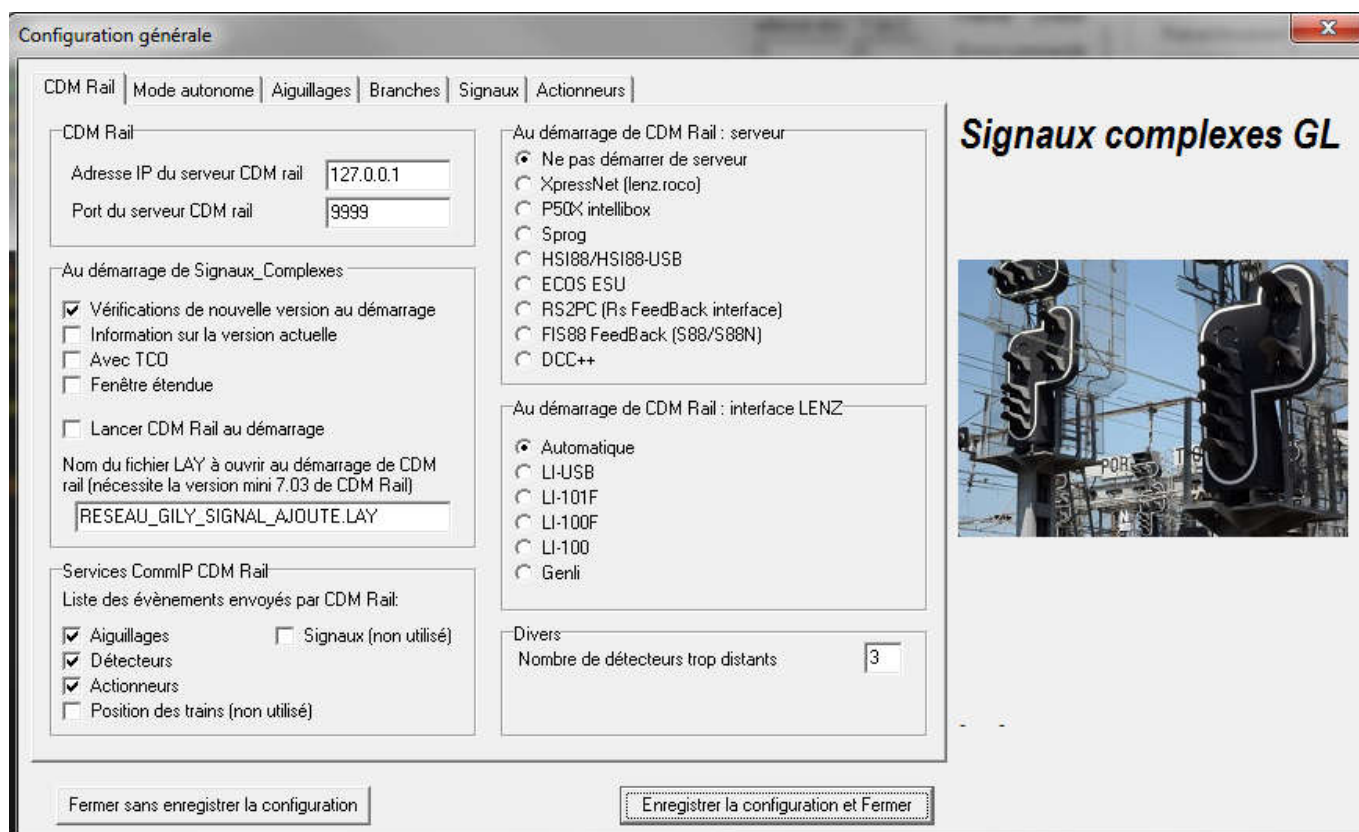 Configuration générale
CDM Rail
Mode autonome
Aiguillages
Branches
Signaux
Actionneurs
CDM Rail
Adresse IP du serveur CDM rail
127.0.0.1
Port du serveur CDM rail
9999
Au démarrage de Signaux_Complexes
Vérifications de nouvelle version au démarrage
Information sur la version actuelle
Avec TCO
Fenêtre étendue
Lancer CDM Rail au démarrage
Nom du fichier LAY à ouvrir au démarrage de CDM
rail (nécessite la version mini 7.03 de CDM Rail)
RESEAU_GILY_SIGNAL_AJOUTE.LAY
Services CommIP CDM Rail
Liste des évènements envoyés par CDM Rail:
Aiguillages
Signaux (non utilisé)
Détecteurs
Actionneurs
Position des trains (non utilisé)
Au démarrage de CDM Rail : serveur
Ne pas démarrer de serveur
XpressNet (lenz.roco)
P50X intellibox
Sprog
HSI88/HSI88-USB
ECOS ESU
RS2PC (Rs FeedBack interface)
FIS88 FeedBack (S88/S88N)
DCC++
Au démarrage de CDM Rail : interface LENZ
Automatique
LI-USB
LI-101F
LI-100F
LI-100
Genli
Divers
Nombre de détecteurs trop distants
3
Signaux complexes GL
- -
Fermer sans enregistrer la configuration
Enregistrer la configuration et Fermer